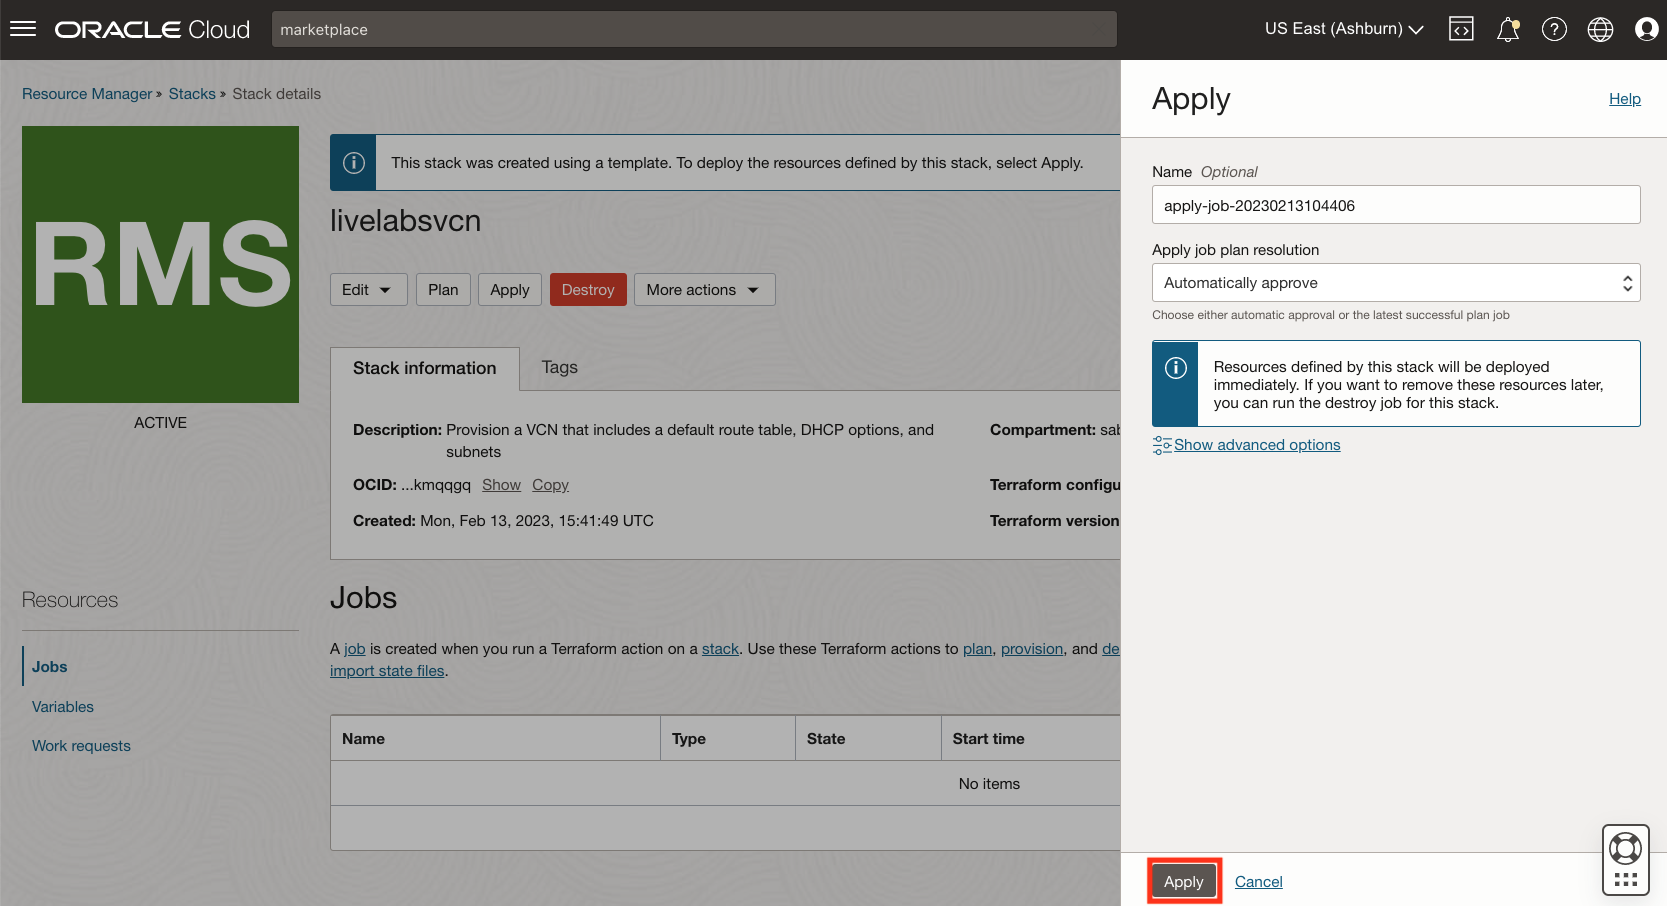 ORACLE Cloud
marketplace
US East (Ashburn)
Resource Manager » Stacks » Stack details
RMS
ACTIVE
This stack was created using a template. To deploy the resources defined by this stack, select Apply.
livelabsvcn
Edit
Plan
Apply
Destroy
More actions
Stack information
Tags
Description: Provision a VCN that includes a default route table, DHCP options, and
subnets
OCID: ...kmqqgq Show Copy
Created: Mon, Feb 13, 2023, 15:41:49 UTC
Compartment: sab
Terraform configu
Terraform version
Resources
Jobs
Variables
Work requests
Jobs
A job is created when you run a Terraform action on a stack. Use these Terraform actions to plan, provision, and de
import state files.
Name
Type
State
Start time
No items
Apply
Help
Name Optional
apply-job-20230213104406
Apply job plan resolution
Automatically approve
Choose either automatic approval or the latest successful plan job
Resources defined by this stack will be deployed
immediately. If you want to remove these resources later,
you can run the destroy job for this stack.
Show advanced options
Apply
Cancel